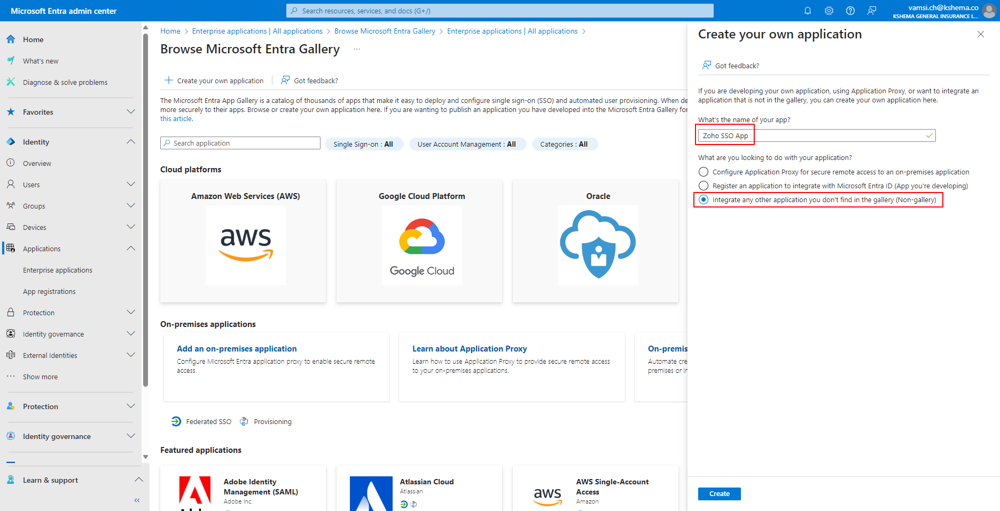 Microsoft Entra admin center
Search resources, services, and docs (G+/)
vamsi.ch@kshema.co
KSHEMA GENERAL INSURANCE L...
Home
What's new
Diagnose & solve problems
Favorites
Identity
Overview
Users
Groups
Devices
Applications
Enterprise applications
App registrations
Protection
Identity governance
External Identities
Show more
Protection
Identity governance
Learn & support
Home > Enterprise applications | All applications > Browse Microsoft Entra Gallery > Enterprise applications | All applications >
Browse Microsoft Entra Gallery ...
Create your own application
Got feedback?
The Microsoft Entra App Gallery is a catalog of thousands of apps that make it easy to deploy and configure single sign-on (SSO) and automated user provisioning. When de
more securely to their apps. Browse or create your own application here. If you are wanting to publish an application you have developed into the Microsoft Entra Gallery for
this article.
Search application
Single Sign-on : All
User Account Management : All
Categories : All
Cloud platforms
Amazon Web Services (AWS)
aws
Google Cloud Platform
Google Cloud
Oracle
On-premises applications
Add an on-premises application
Configure Microsoft Entra application proxy to enable secure remote
access.
Learn about Application Proxy
Learn how to use Application Proxy to provide secure remote access
to your on-premises applications.
On-premis
Automate cre
premises or in
Federated SSO
Provisioning
Featured applications
Adobe Identity
Management (SAML)
Adobe Inc.
Atlassian Cloud
Atlassian
aws
AWS Single-Account
Access
Amazon
Create your own application
Got feedback?
If you are developing your own application, using Application Proxy, or want to integrate an
application that is not in the gallery, you can create your own application here.
What's the name of your app?
Zoho SSO App
What are you looking to do with your application?
Configure Application Proxy for secure remote access to an on-premises application
Register an application to integrate with Microsoft Entra ID (App you're developing)
Integrate any other application you don't find in the gallery (Non-gallery)
Create